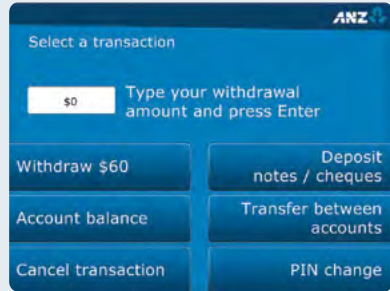 ANZ
Select a transaction
$0
Type your withdrawal
amount and press Enter
Withdraw $60
Deposit
notes / cheques
Account balance
Transfer between
accounts
Cancel transaction
PIN change